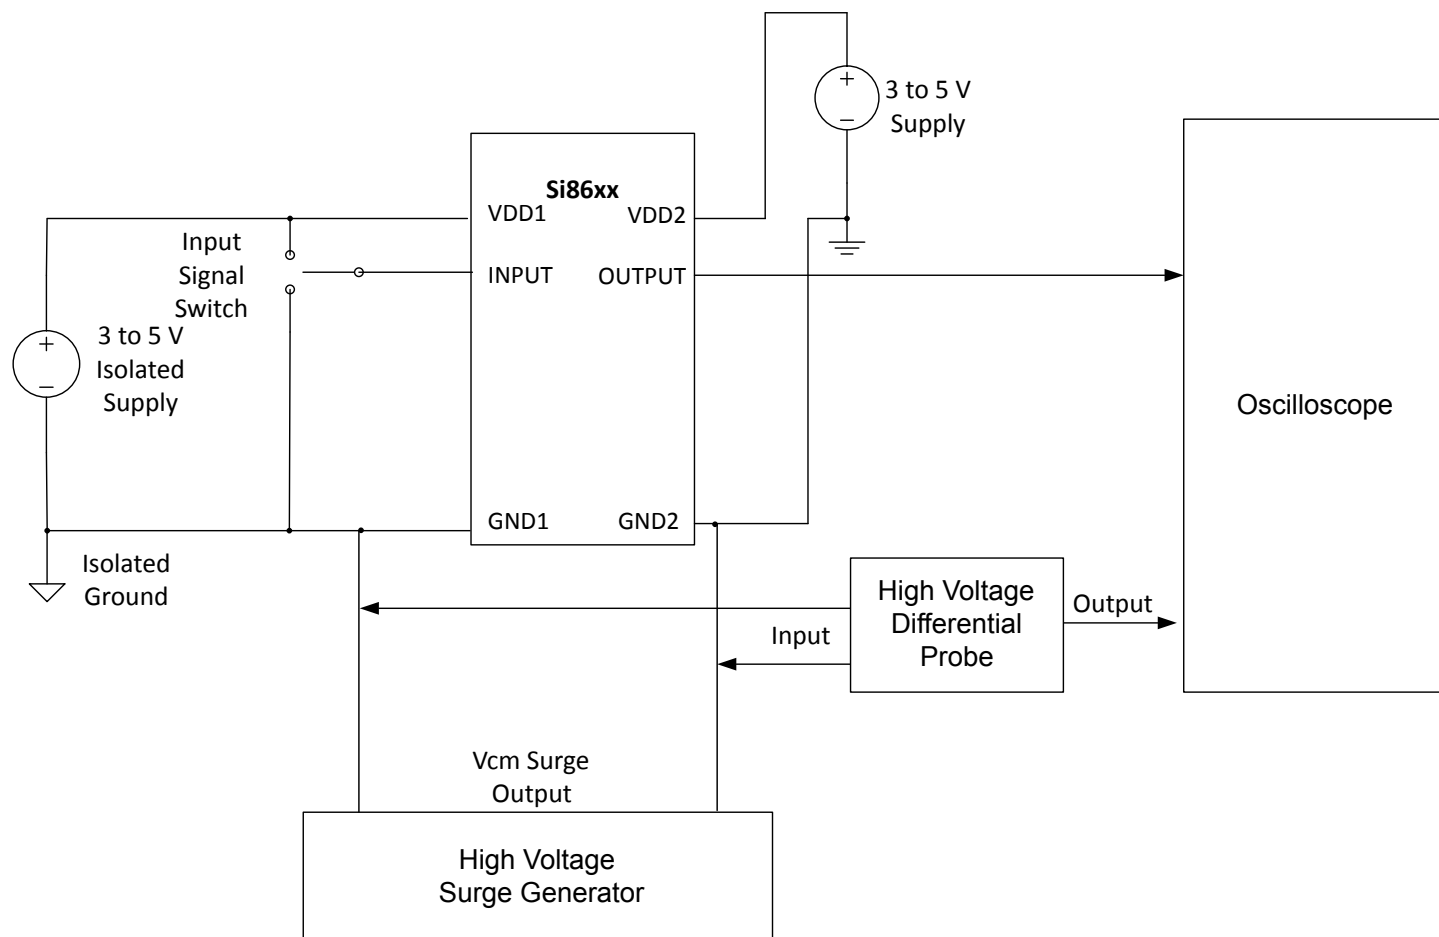 3 to 5 V
Supply
Si86xx
VDD1
VDD2
Input
Signal
Switch
INPUT
OUTPUT
+
−
3 to 5 V
Isolated
Supply
+
−
Oscilloscope
GND1
GND2
Isolated
Ground
High Voltage
Differential
Probe
Input
Output
Vcm Surge
Output
High Voltage
Surge Generator